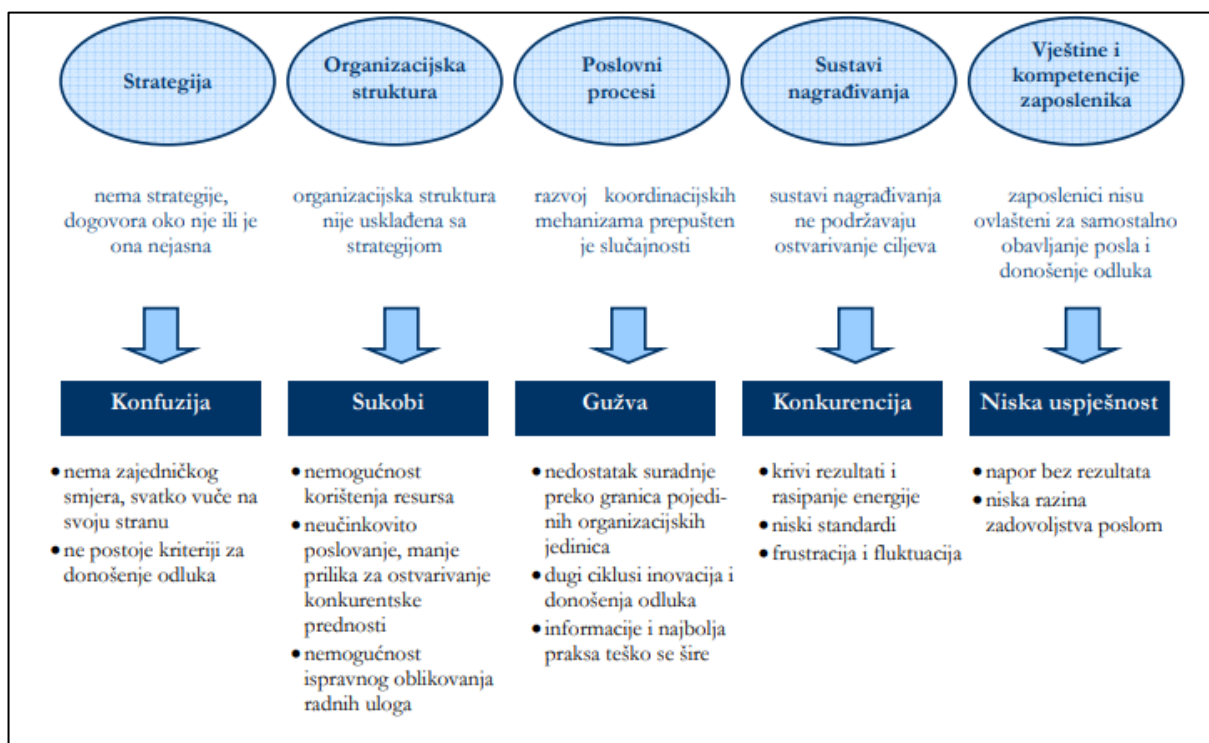 Strategija
Organizacijska
struktura
Poslovni
procesi
Sustavi
nagrađivanja
Vještine i
kompetencije
zaposlenika
nema strategije,
dogovora oko nje ili je
ona nejasna
organizacijska struktura
nije usklađena sa
strategijom
razvoj koordinacijskih
mehanizama prepušten
je slučajnosti
sustavi nagrađivanja
ne podržavaju
ostvarivanje ciljeva
zaposlenici nisu
ovlašteni za samostalno
obavljanje posla i
donošenje odluka
Konfuzija
Sukobi
Gužva
Konkurencija
Niska uspješnost
• nema zajedničkog
smjera, svatko vuče na
svoju stranu
• ne postoje kriteriji za
donošenje odluka
• nemogućnost
korištenja resursa
• neučinkovito
poslovanje, manje
prilika za ostvarivanje
konkurentske
prednosti
• nemogućnost
ispravnog oblikovanja
radnih uloga
• nedostatak suradnje
preko granica pojedi-
nih organizacijskih
jedinica
• dugi ciklusi inovacija i
donošenja odluka
• informacije i najbolja
praksa teško se šire
• krivi rezultati i
rasipanje energije
• niski standardi
• frustracija i fluktuacija
• napor bez rezultata
• niska razina
zadovoljstva poslom